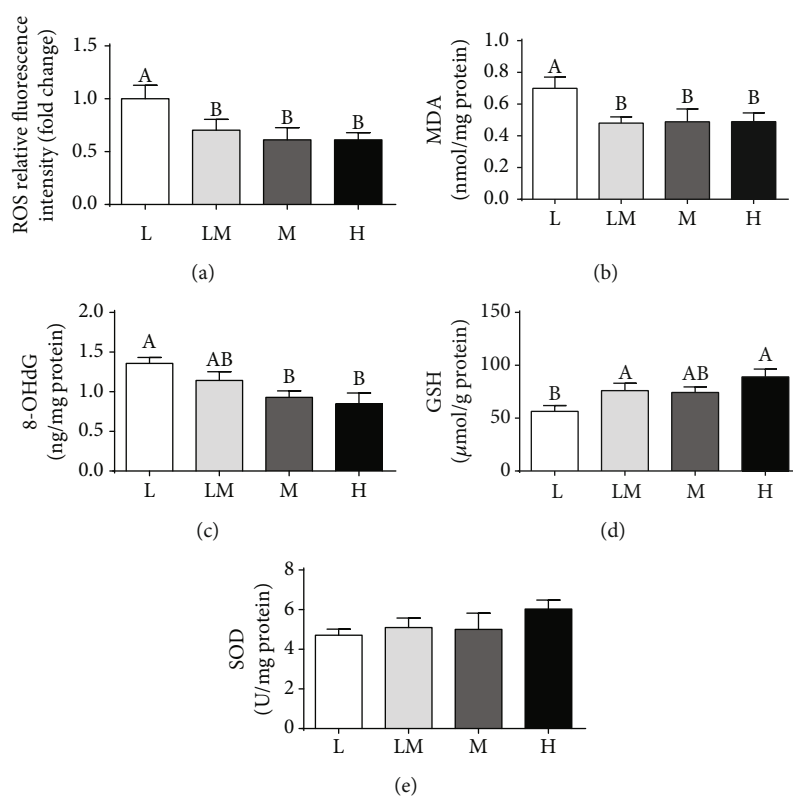 ROS relative fluorescence
intensity (fold change)
1.5
1.0
0.5
0.0
A
B
B
B
L
LM
M
H
(a)
MDA
(nmol/mg protein)
1.0
0.8
0.6
0.4
0.2
0.0
A
B
B
B
L
LM
M
H
(b)
8-OHdG
(ng/mg protein)
2.0
1.5
1.0
0.5
0.0
A
AB
B
B
L
LM
M
H
(c)
GSH
(μmol/g protein)
150
100
50
0
B
A
AB
A
L
LM
M
H
(d)
SOD
(U/mg protein)
8
6
4
2
0
L
LM
M
H
(e)